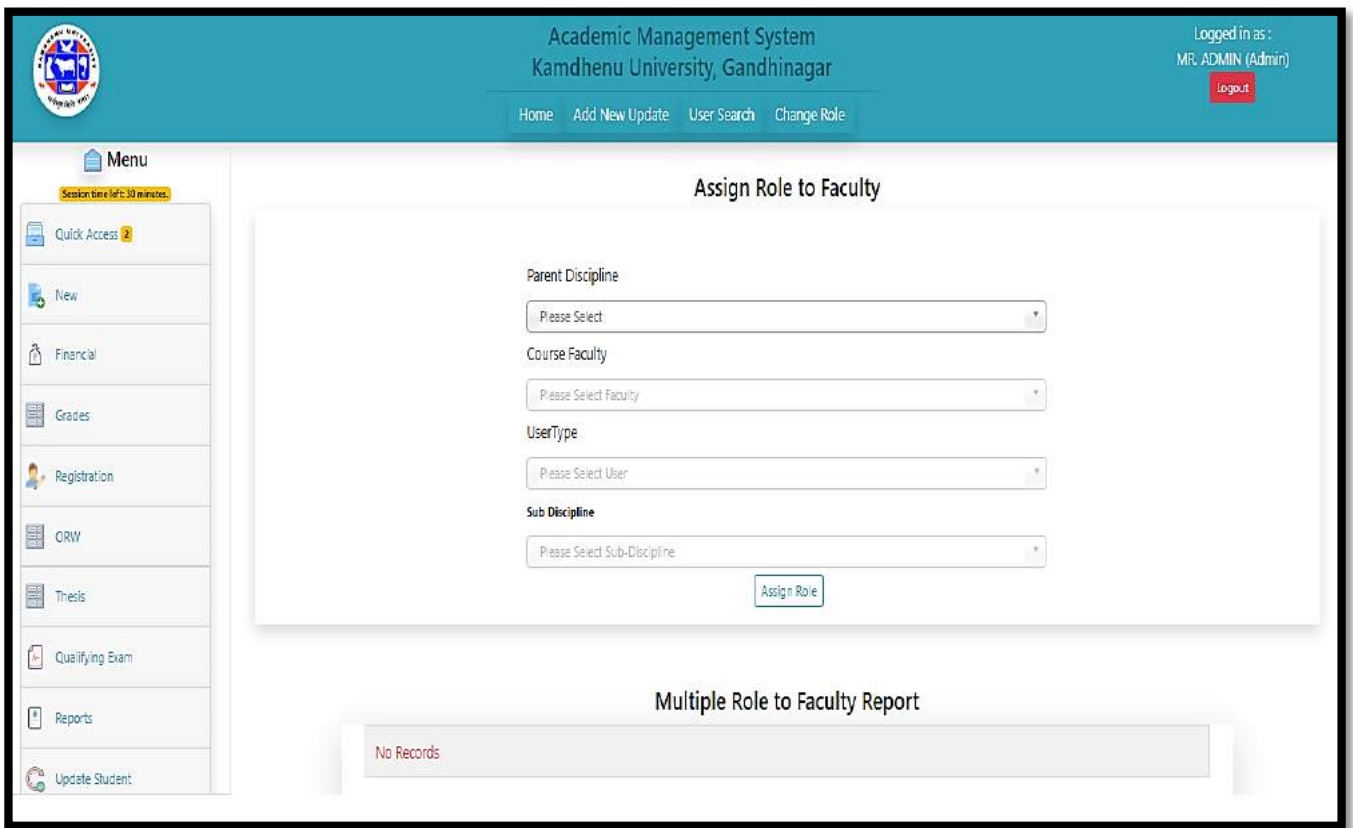 Academic Management System
Kamdhenu University, Gandhinagar
Home Add New Update User Search Change Role
Logged in as :
MR. ADMIN (Admin)
Logout
Menu
Session time left: 30 minutes.
Quick Access 2
New
Financial
Grades
Registration
ORW
Thesis
Qualifying Exam
Reports
Update Student
Assign Role to Faculty
Parent Discipline
Please Select
Course Faculty
Please Select Faculty
UserType
Please Select User
Sub Discipline
Please Select Sub-Discipline
Assign Role
Multiple Role to Faculty Report
No Records